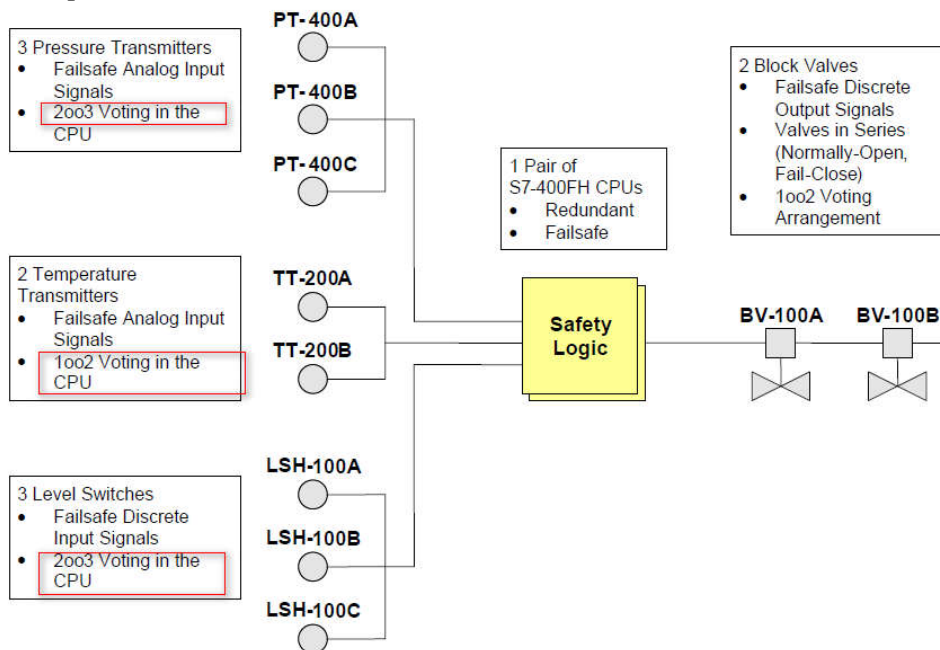 PT-400A
3 Pressure Transmitters
• Failsafe Analog Input
Signals
• 2oo3 Voting in the
CPU
PT-400B
PT-400C
2 Block Valves
• Failsafe Discrete
Output Signals
• Valves in Series
(Normally-Open,
Fail-Close)
• 1oo2 Voting
Arrangement
1 Pair of
S7-400FH CPUs
• Redundant
• Failsafe
2 Temperature
Transmitters
• Failsafe Analog Input
Signals
• 1oo2 Voting in the
CPU
TT-200A
TT-200B
Safety
Logic
BV-100A
BV-100B
3 Level Switches
• Failsafe Discrete
Input Signals
• 2oo3 Voting in the
CPU
LSH-100A
LSH-100B
LSH-100C